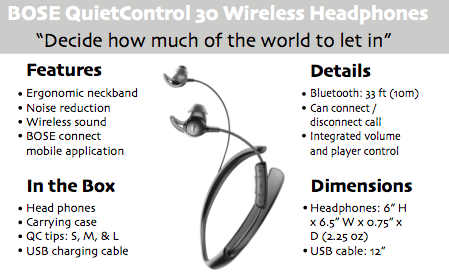 BOSE QuietControl 30 Wireless Headphones
“Decide how much of the world to let in”
Features
• Ergonomic neckband
• Noise reduction
• Wireless sound
• BOSE connect
mobile application
Details
• Bluetooth: 33 ft (10m)
• Can connect /
disconnect call
• Integrated volume
and player control
In the Box
• Head phones
• Carrying case
• QC tips: S, M, & L
• USB charging cable
Dimensions
• Headphones: 6” H
x 6.5” W x 0.75” x
D (2.25 oz)
• USB cable: 12”